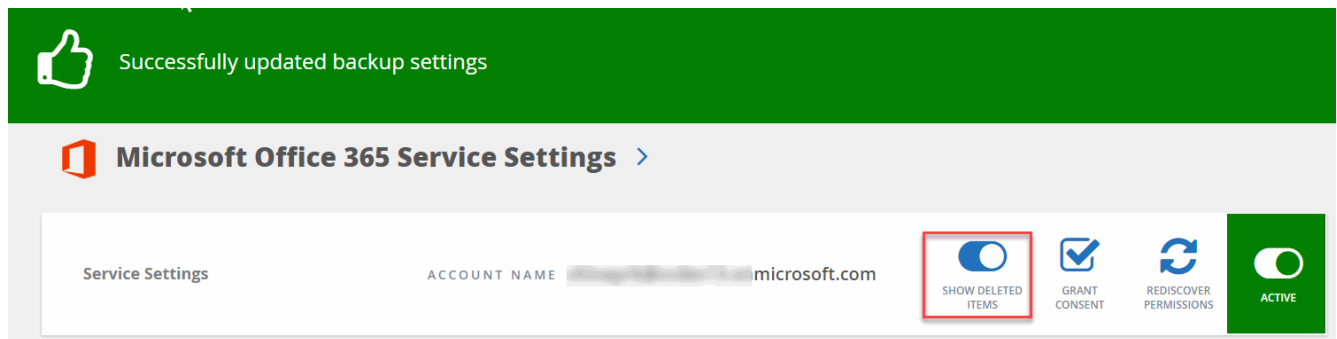 Successfully updated backup settings
Microsoft Office 365 Service Settings >
Service Settings
ACCOUNT NAME
microsoft.com
SHOW DELETED
ITEMS
GRANT
CONSENT
REDISCOVER
PERMISSIONS
ACTIVE